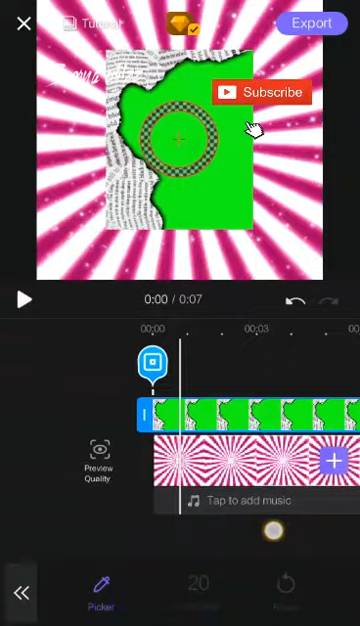 Tutorial
Export
Subscribe
0:00 / 0:07
00:00
00:03
Preview
Quality
Tap to add music
Picker
20